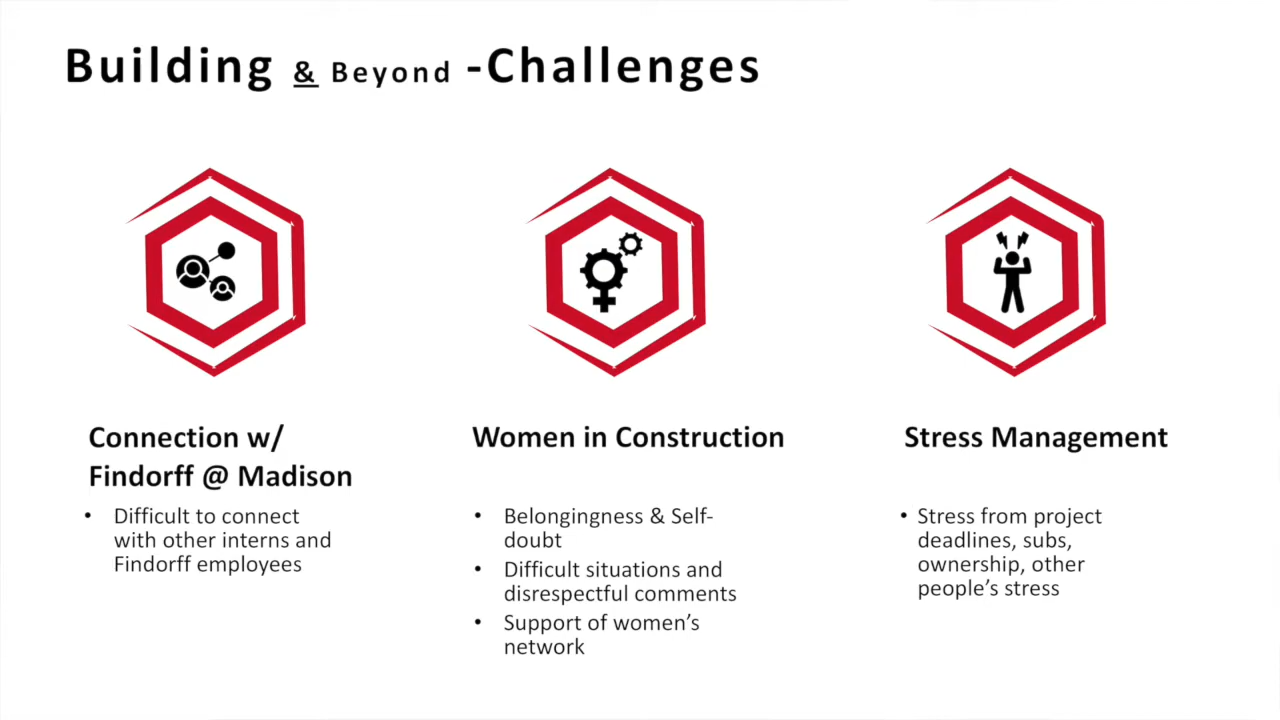 Building & Beyond -Challenges
Connection w/
Findorff @ Madison
• Difficult to connect
with other interns and
Findorff employees
Women in Construction
• Belongingness & Self-
doubt
• Difficult situations and
disrespectful comments
• Support of women’s
network
Stress Management
• Stress from project
deadlines, subs,
ownership, other
people’s stress